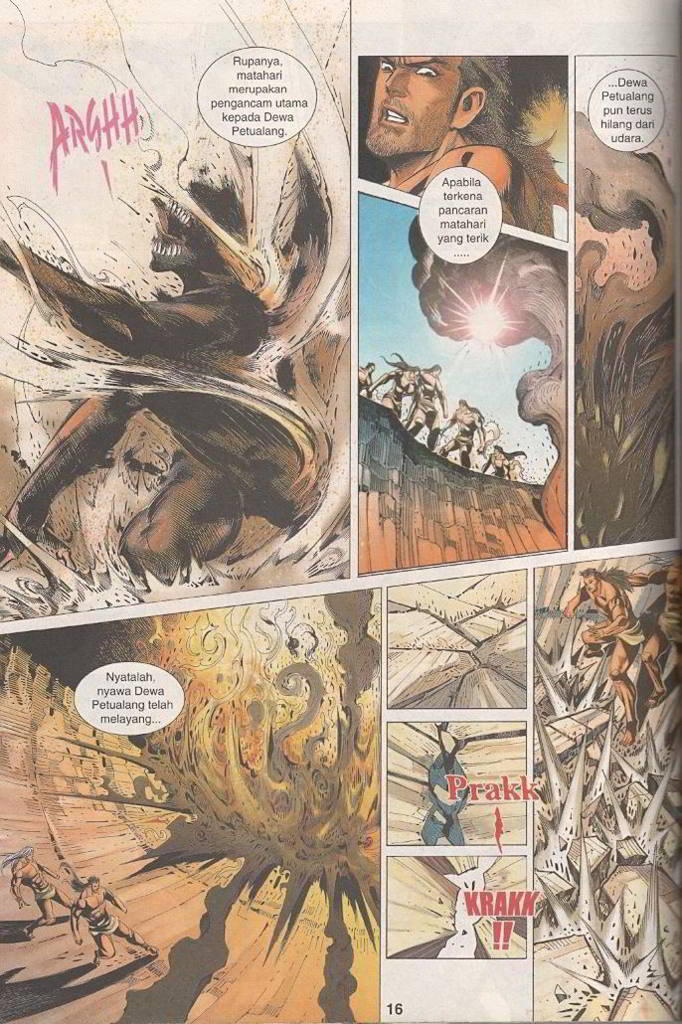 ARGHH
!
Rupanya,
matahari
merupakan
pengancam utama
kepada Dewa
Petualang.
Apabila
terkena
pancaran
matahari
yang terik
.....
...Dewa
Petualang
pun terus
hilang dari
udara.
Nyatalah,
nyawa Dewa
Petualang telah
melayang...
Prakk
!
KRAKK
!!
16